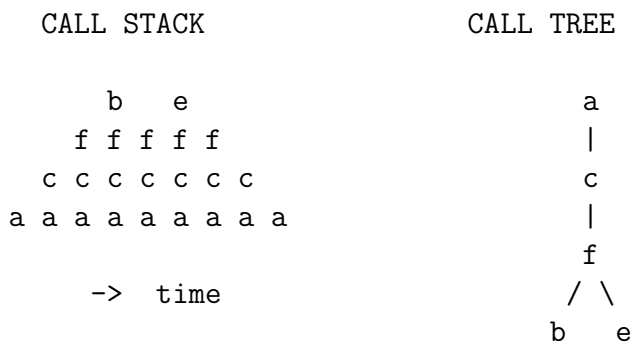 CALL STACK CALL TREE
b e a
f f f f f |
c c c c c c c c
a a a a a a a a a |
f
-> time / \
b e